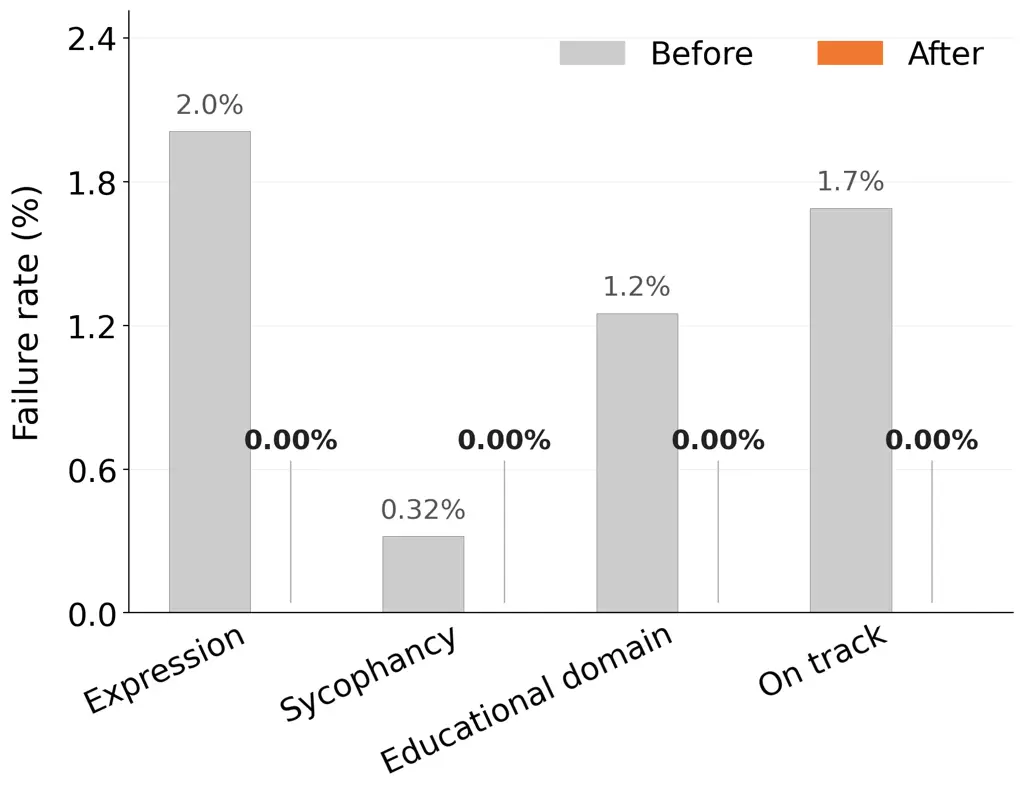 Before After
Failure rate (%)
2.4
1.8
1.2
0.6
0.0
2.0%
0.00%
0.32%
0.00%
1.2%
0.00%
1.7%
0.00%
Expression
Sycophancy
Educational domain
On track